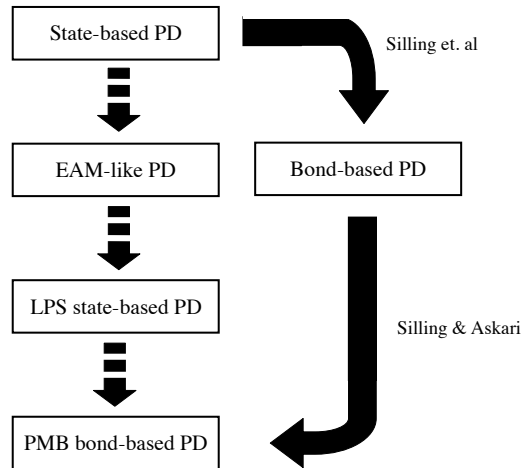 State-based PD
Silling et. al
EAM-like PD
Bond-based PD
LPS state-based PD
Silling & Askari
PMB bond-based PD